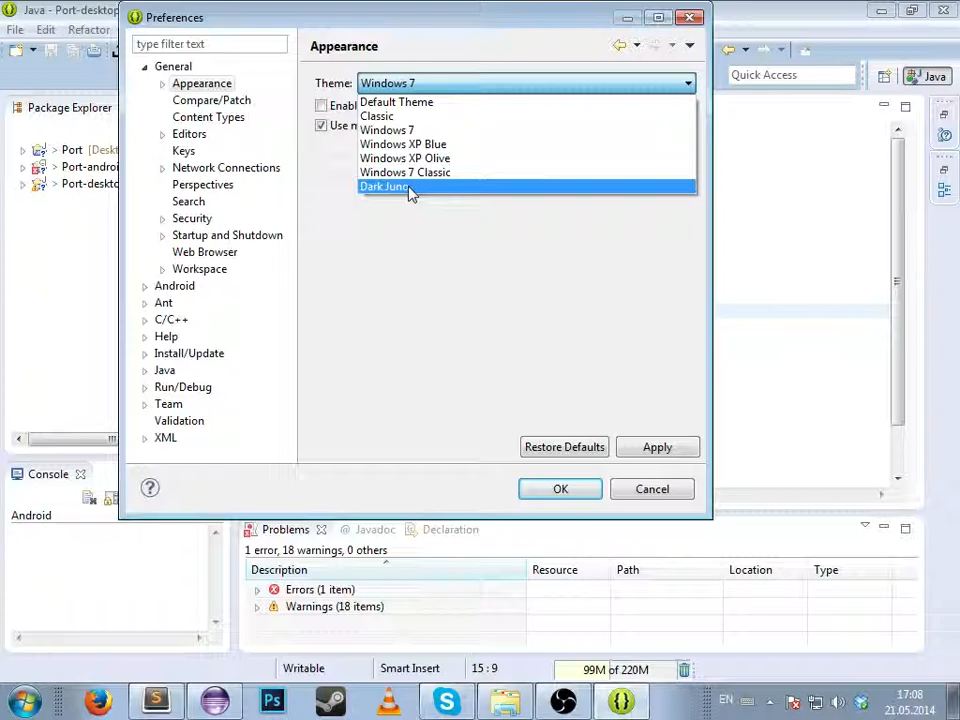 Java - Port-desktop
Preferences
File Edit Refactor
type filter text
Appearance
General
Appearance
Compare/Patch
Content Types
Editors
Keys
Network Connections
Perspectives
Search
Security
Startup and Shutdown
Web Browser
Workspace
Android
Ant
C/C++
Help
Install/Update
Java
Run/Debug
Team
Validation
XML
Theme: Windows 7
Default Theme
Classic
Windows 7
Windows XP Blue
Windows XP Olive
Windows 7 Classic
Dark Juno
Restore Defaults Apply
OK Cancel
Quick Access Java
Package Explorer
> Port [Deskt
> Port-andro
> Port-deskto
Console
Android
Problems @ Javadoc Declaration
1 error, 18 warnings, 0 others
Description Resource Path Location Type
Errors (1 item)
Warnings (18 items)
Writable Smart Insert 15 : 9 99M of 220M
EN 17:08
21.05.2014